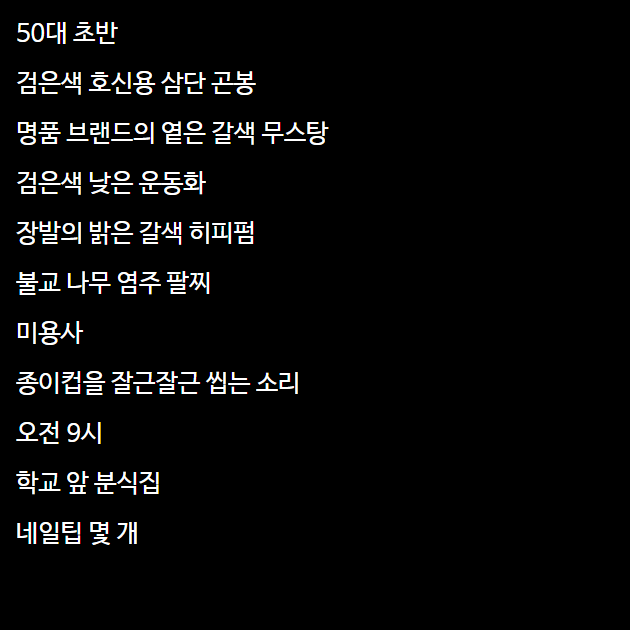 50대 초반
검은색 호신용 삼단 곤봉
명품 브랜드의 옅은 갈색 무스탕
검은색 낮은 운동화
장발의 밝은 갈색 히피펌
불교 나무 염주 팔찌
미용사
종이컵을 잘근잘근 씹는 소리
오전 9시
학교 앞 분식집
네일팁 몇 개